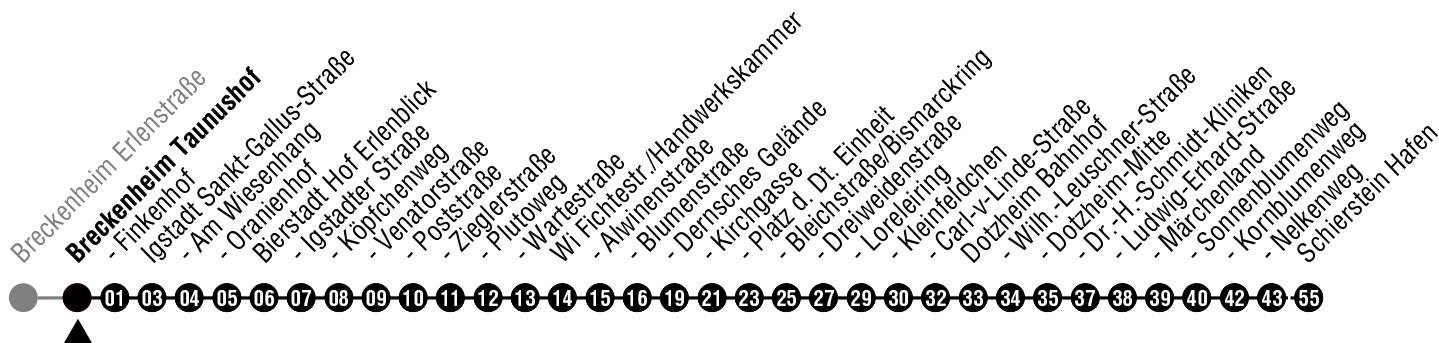 Breckenheim Erlenstraße
Breckenheim Taunushof
- Finkenhof
Igstadt Sankt-Gallus-Straße
- Am Wiesenhang
- Oranienhof
Bierstadt Hof Erlenblick
- Igstadter Straße
- Köpfchenweg
- Venatorstraße
- Poststraße
- Zieglerstraße
- Plutoweg
- Wartestraße
Wi Fichtestr./Handwerkskammer
- Alwinenstraße
- Blumenstraße
- Dernsches Gelände
- Kirchgasse
- Platz d. Dt. Einheit
- Bleichstraße/Bismarckring
- Dreiweidenstraße
- Loreleiring
- Kleinfeldchen
- Carl-v-Linde-Straße
Dotzheim Bahnhof
- Wilh.-Leuschner-Straße
- Dotzheim-Mitte
- Dr.-H.-Schmidt-Kliniken
- Ludwig-Erhard-Straße
- Märchenland
- Sonnenblumenweg
- Kornblumenweg
- Nelkenweg
Schierstein Hafen
01 03 04 05 06 07 08 09 10 11 12 13 14 15 16 19 21 23 25 27 29 30 32 33 34 35 37 38 39 40 42 43 55